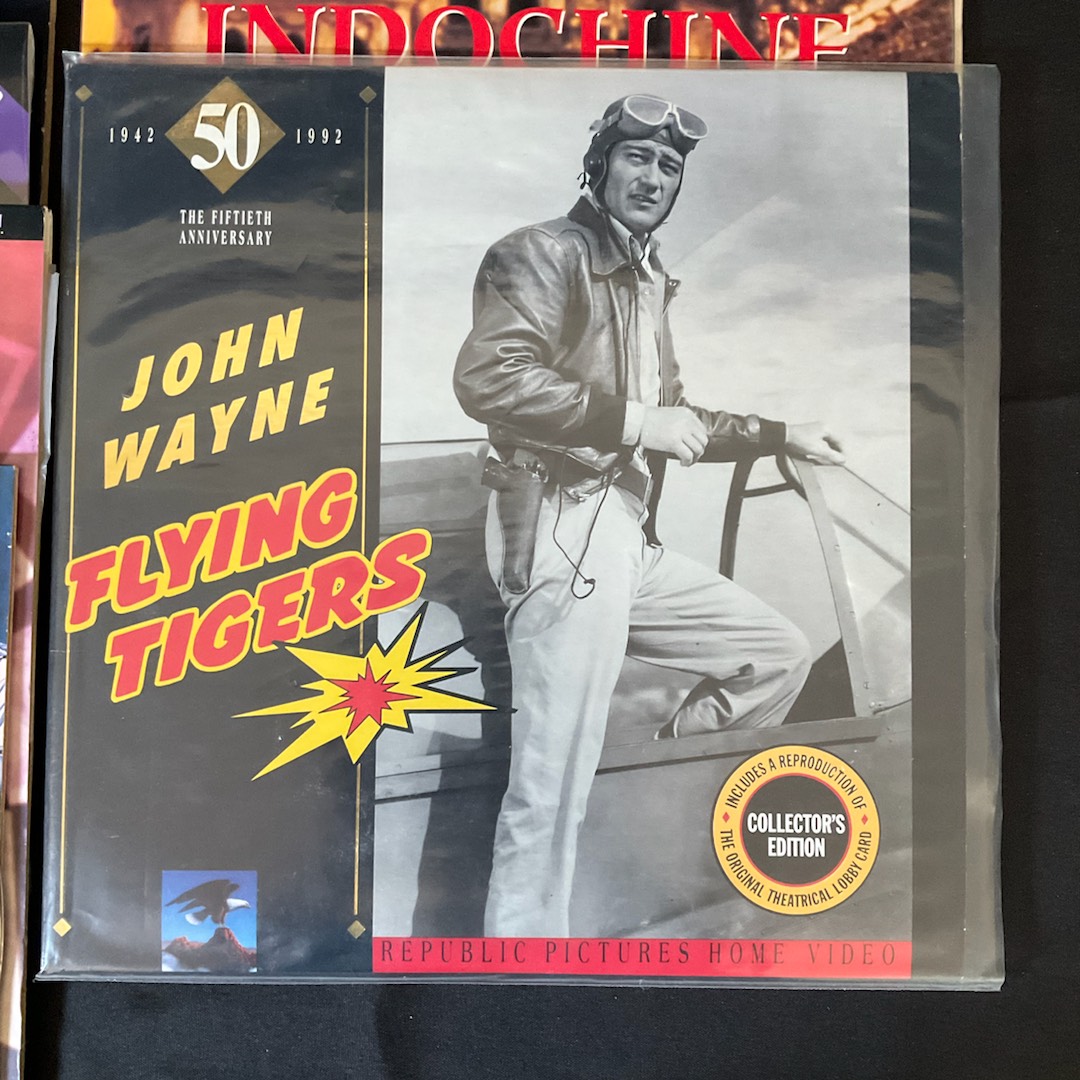 INDOCHINE
1942 50 1992
THE FIFTIETH
ANNIVERSARY
JOHN
WAYNE
FLYING
TIGERS
INCLUDES A REPRODUCTION OF
THE ORIGINAL THEATRICAL LOBBY CARD
COLLECTOR'S
EDITION
REPUBLIC PICTURES HOME VIDEO